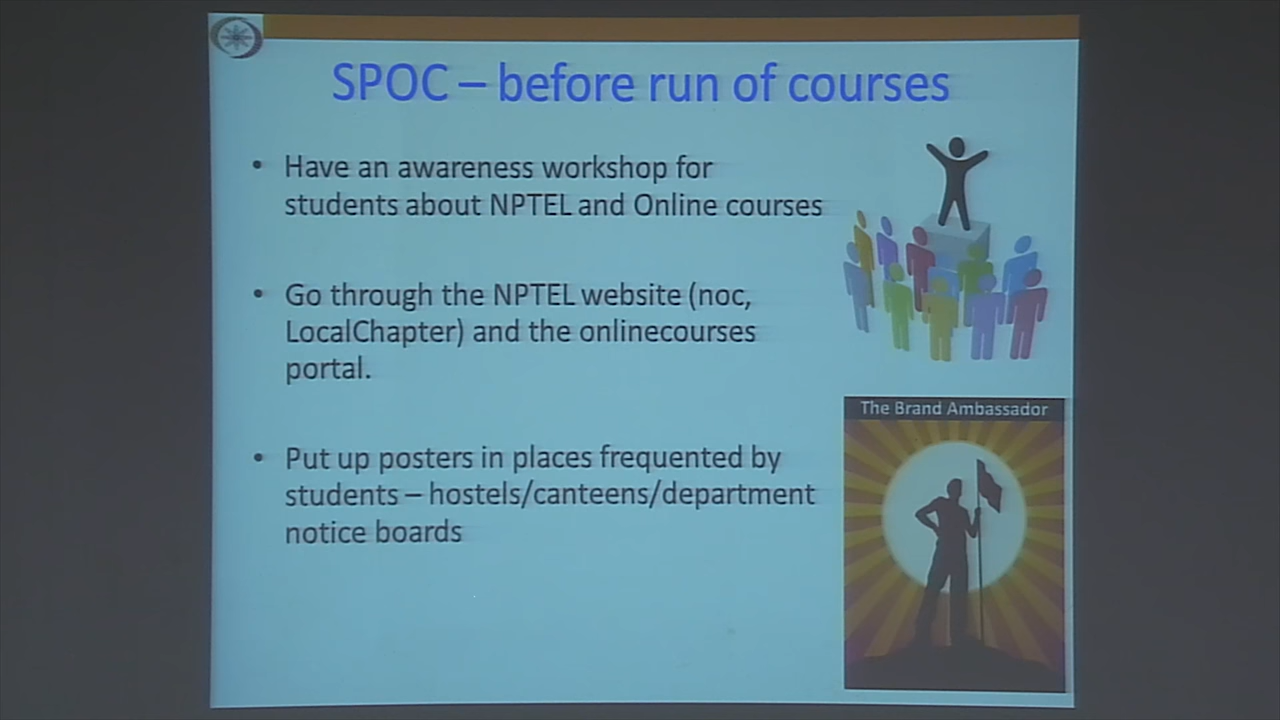 SPOC – before run of courses
• Have an awareness workshop for
students about NPTEL and Online courses
• Go through the NPTEL website (noc,
LocalChapter) and the onlinecourses
portal.
• Put up posters in places frequented by
students – hostels/canteens/department
notice boards
The Brand Ambassador